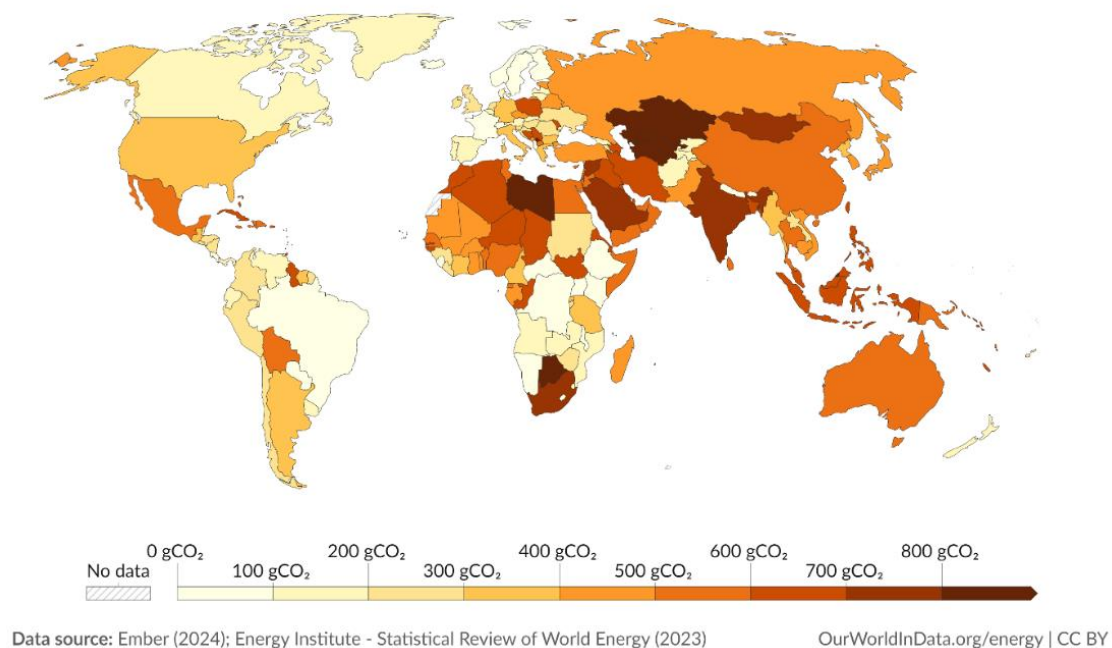 0 gCO₂ 200 gCO₂ 400 gCO₂ 600 gCO₂ 800 gCO₂
No data 100 gCO₂ 300 gCO₂ 500 gCO₂ 700 gCO₂
Data source: Ember (2024); Energy Institute - Statistical Review of World Energy (2023) OurWorldInData.org/energy | CC BY